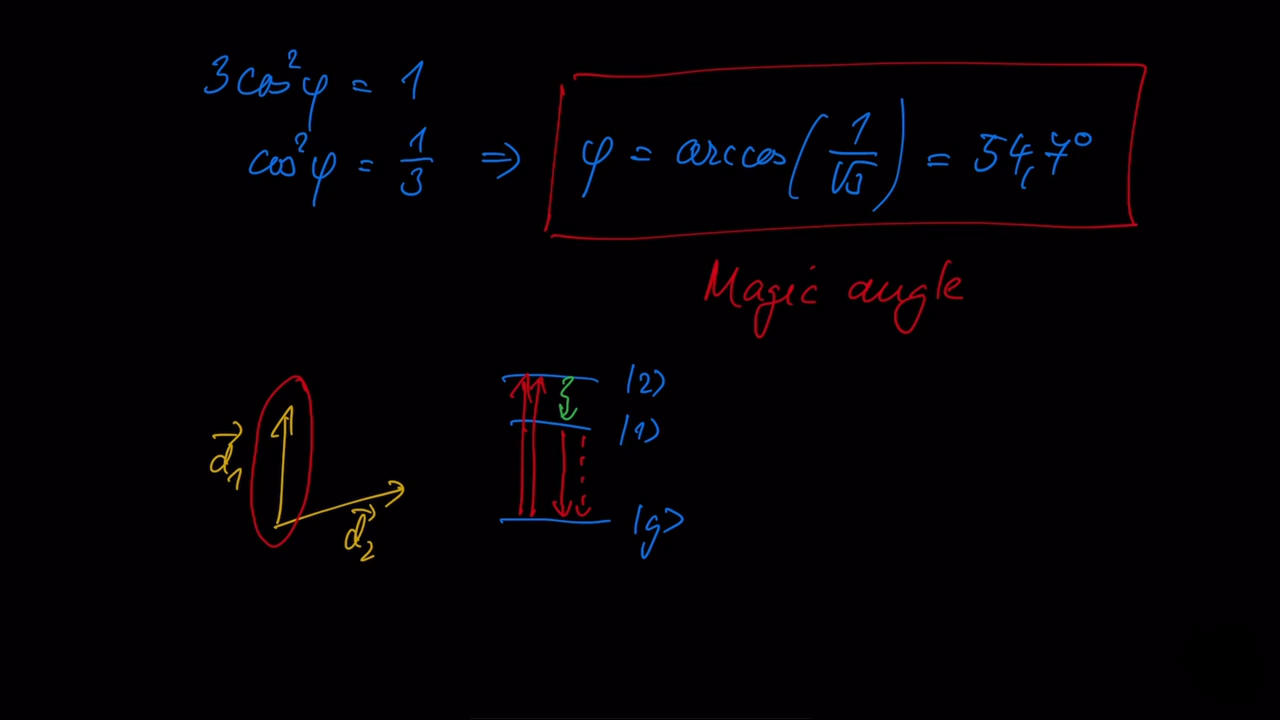 3cos²φ = 1
cos²φ = 1/3 ⇒ φ = arccos(1/√3) = 54,7°
Magic angle
|2⟩
|1⟩
d⃗₁
|g⟩
d⃗₂